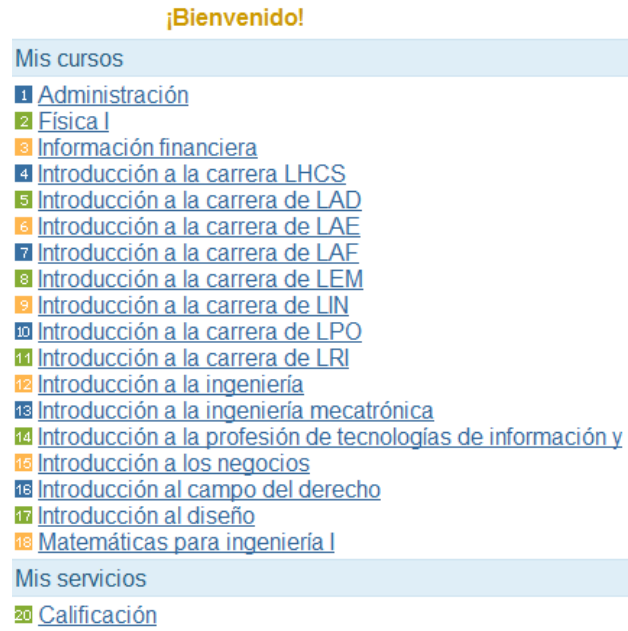 ¡Bienvenido!
Mis cursos
1 Administración
2 Física I
3 Información financiera
4 Introducción a la carrera LHCS
5 Introducción a la carrera de LAD
6 Introducción a la carrera de LAE
7 Introducción a la carrera de LAF
8 Introducción a la carrera de LEM
9 Introducción a la carrera de LIN
10 Introducción a la carrera de LPO
11 Introducción a la carrera de LRI
12 Introducción a la ingeniería
13 Introducción a la ingeniería mecatrónica
14 Introducción a la profesión de tecnologías de información y
15 Introducción a los negocios
16 Introducción al campo del derecho
17 Introducción al diseño
18 Matemáticas para ingeniería I
Mis servicios
20 Calificación